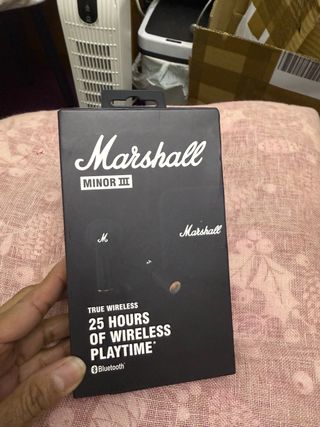 Marshall
MINOR III
M
Marshall
TRUE WIRELESS
25 HOURS
OF WIRELESS
PLAYTIME*
Bluetooth®